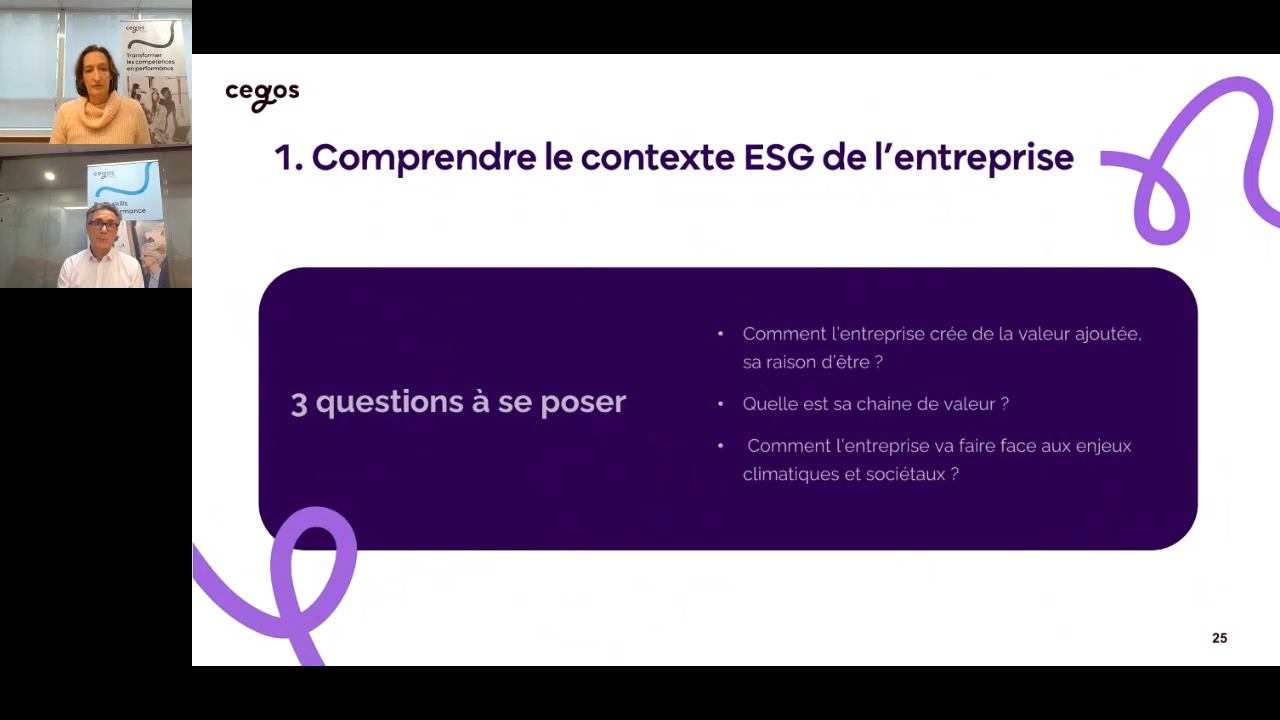 cegos
Transformer
les compétences
en performance
cegos
skills
rmance
cegos
1. Comprendre le contexte ESG de l'entreprise
3 questions à se poser
• Comment l'entreprise crée de la valeur ajoutée,
sa raison d'être ?
• Quelle est sa chaine de valeur ?
• Comment l'entreprise va faire face aux enjeux
climatiques et sociétaux ?
25